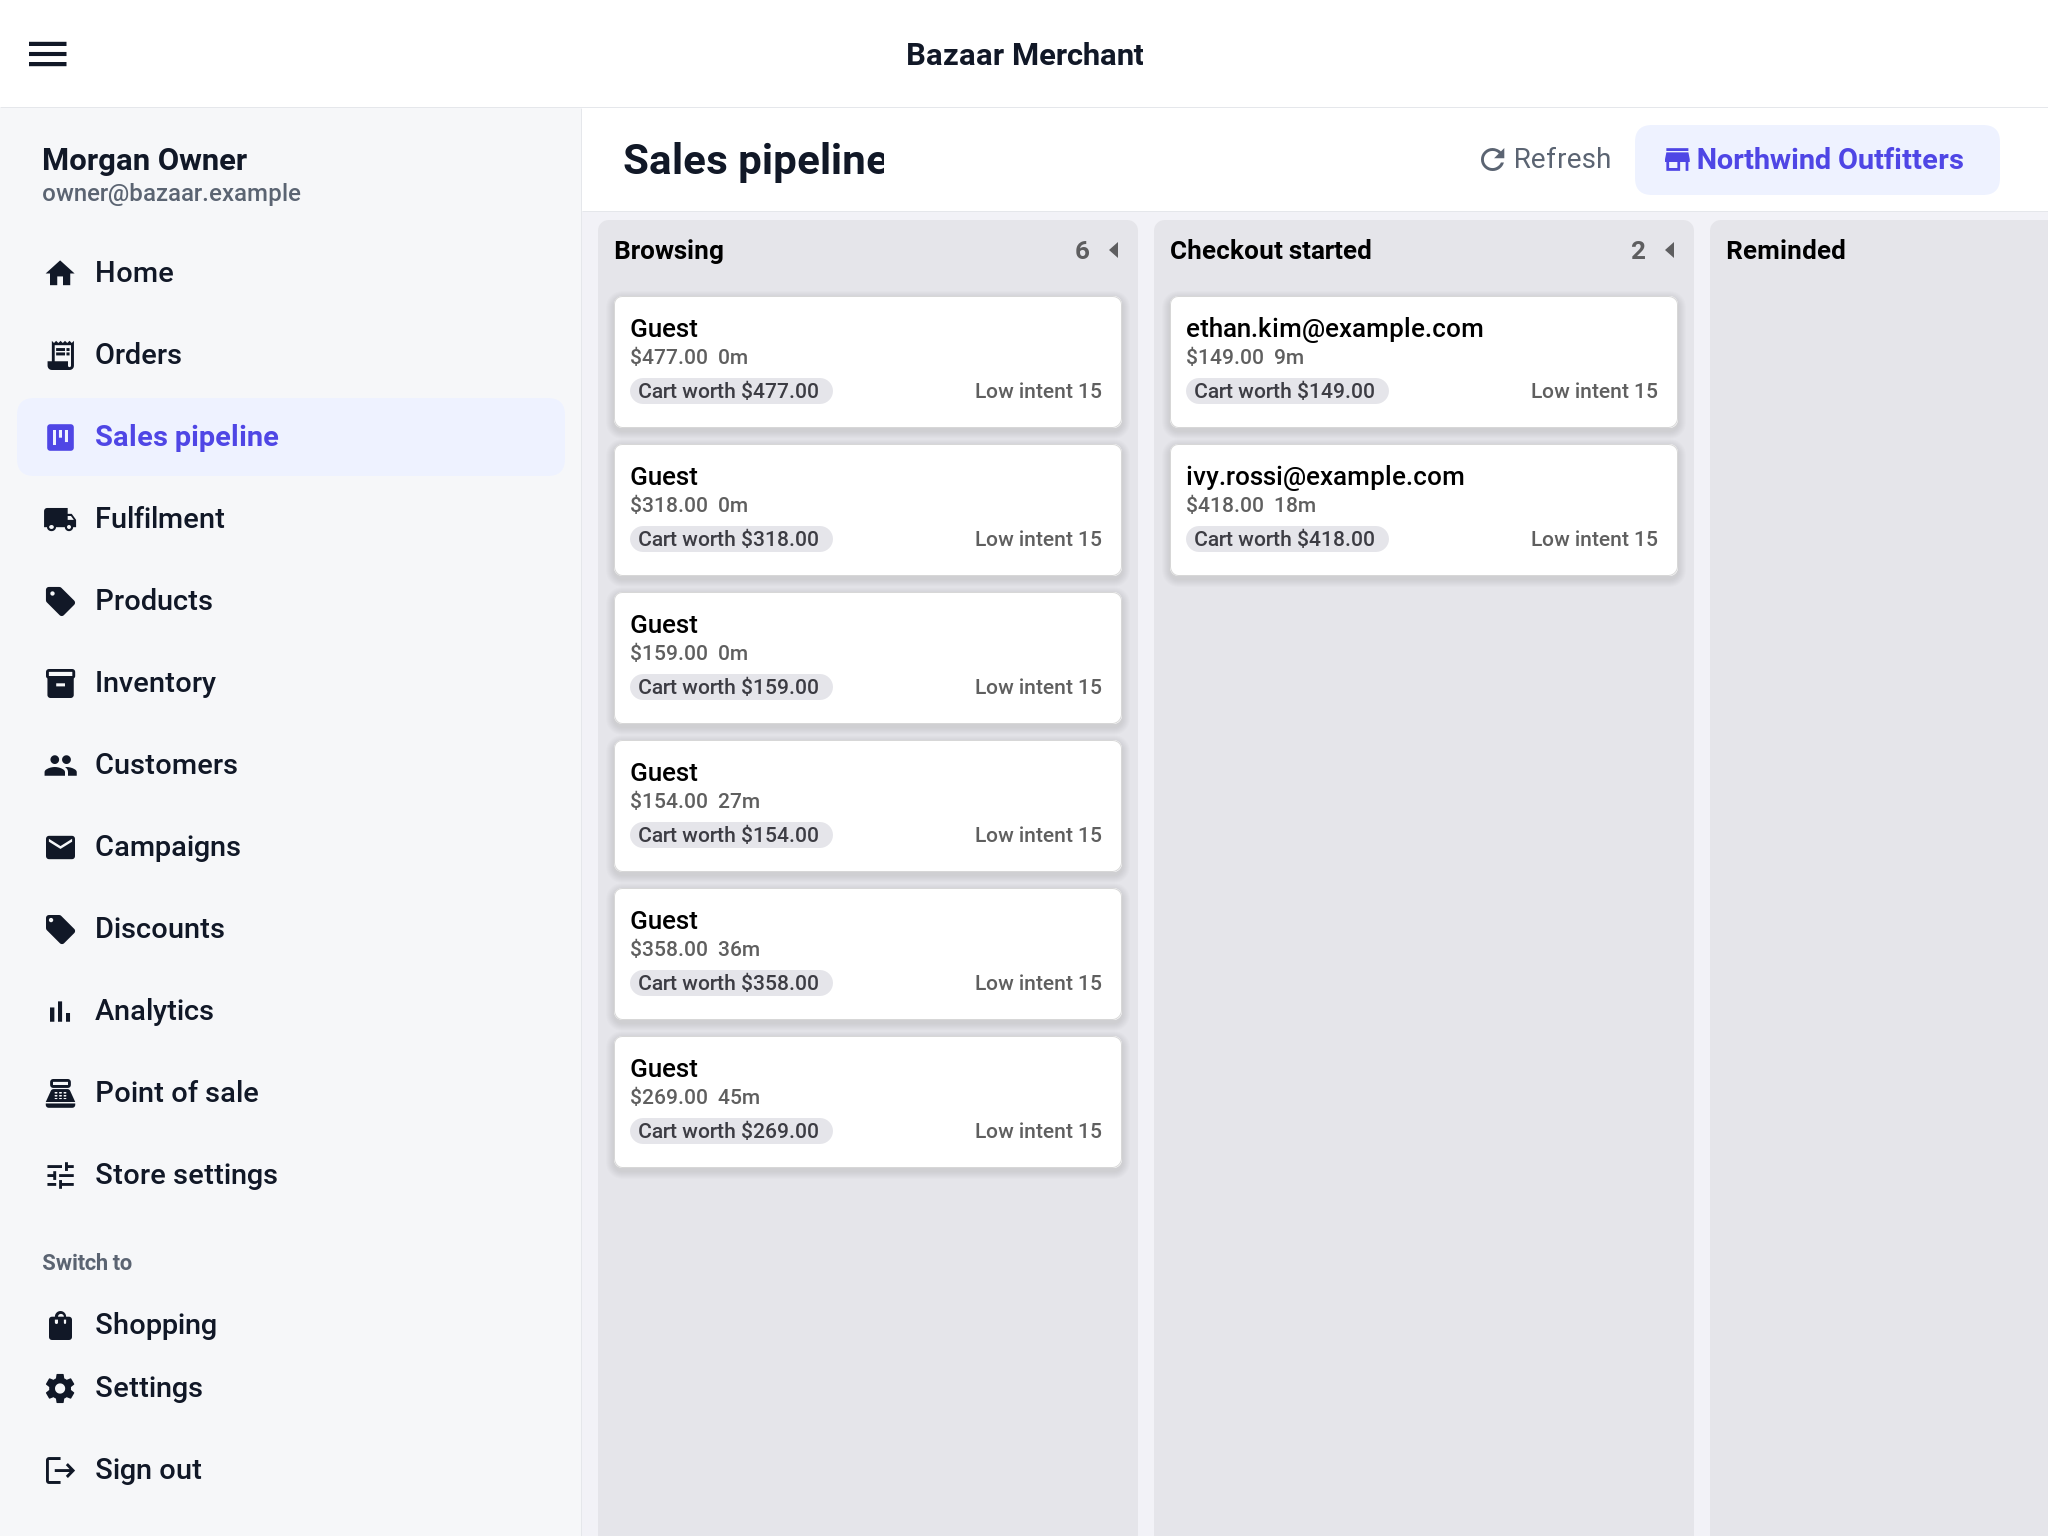 Bazaar Merchant
Morgan Owner
owner@bazaar.example
Home
Orders
Sales pipeline
Fulfilment
Products
Inventory
Customers
Campaigns
Discounts
Analytics
Point of sale
Store settings
Switch to
Shopping
Settings
Sign out
Sales pipeline
Refresh
Northwind Outfitters
Browsing 6
Guest
$477.00 0m
Cart worth $477.00 Low intent 15
Guest
$318.00 0m
Cart worth $318.00 Low intent 15
Guest
$159.00 0m
Cart worth $159.00 Low intent 15
Guest
$154.00 27m
Cart worth $154.00 Low intent 15
Guest
$358.00 36m
Cart worth $358.00 Low intent 15
Guest
$269.00 45m
Cart worth $269.00 Low intent 15
Checkout started 2
ethan.kim@example.com
$149.00 9m
Cart worth $149.00 Low intent 15
ivy.rossi@example.com
$418.00 18m
Cart worth $418.00 Low intent 15
Reminded